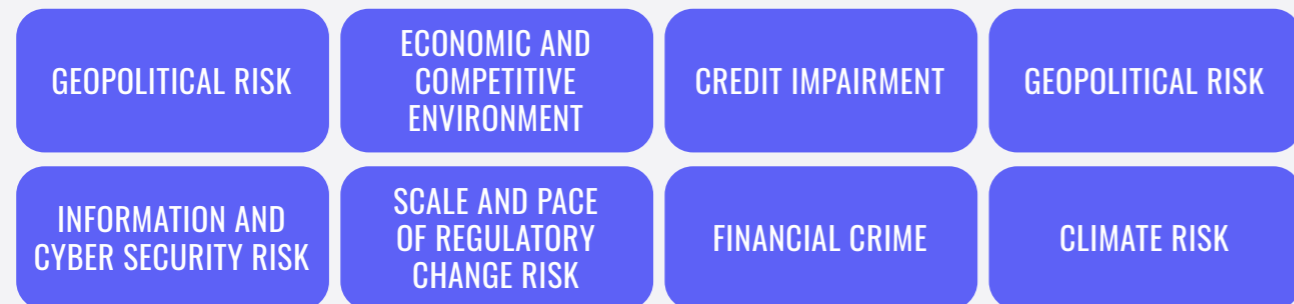 GEOPOLITICAL RISK
ECONOMIC AND
COMPETITIVE
ENVIRONMENT
CREDIT IMPAIRMENT
GEOPOLITICAL RISK
INFORMATION AND
CYBER SECURITY RISK
SCALE AND PACE
OF REGULATORY
CHANGE RISK
FINANCIAL CRIME
CLIMATE RISK